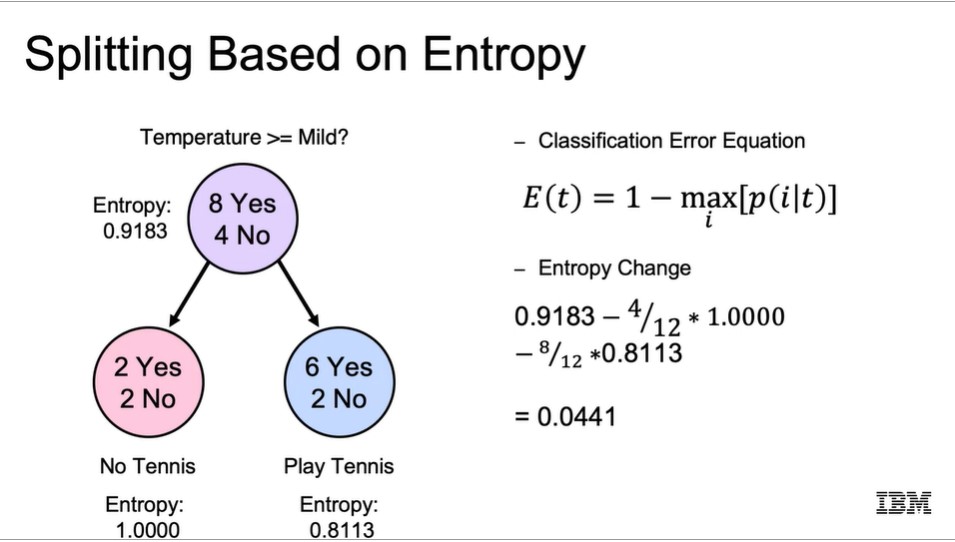 Splitting Based on Entropy
Temperature >= Mild?
Entropy:
0.9183
8 Yes
4 No
2 Yes
2 No
6 Yes
2 No
No Tennis
Play Tennis
Entropy:
1.0000
Entropy:
0.8113
– Classification Error Equation
E(t) = 1 − max[p(i|t)]
i
– Entropy Change
0.9183 – 4/12 * 1.0000
− 8/12 *0.8113
= 0.0441
IBM